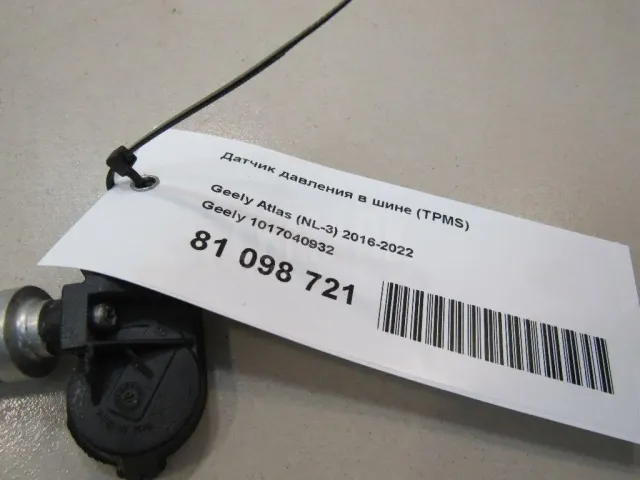 Датчик давления в шине (TPMS)
Geely Atlas (NL-3) 2016-2022
Geely 1017040932
81 098 721